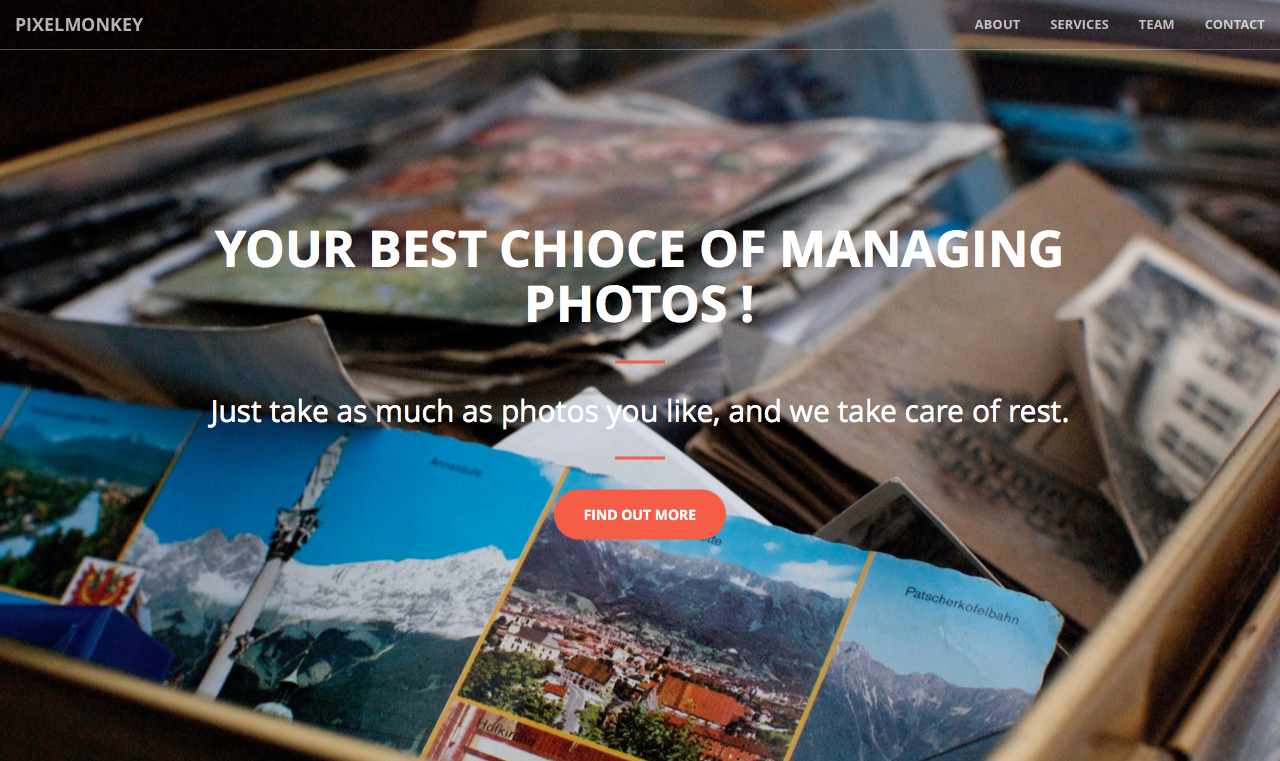 PIXELMONKEY
ABOUT SERVICES TEAM CONTACT
YOUR BEST CHIOCE OF MANAGING
PHOTOS !
Just take as much as photos you like, and we take care of rest.
Annasäule
FIND OUT MORE
Patscherkofelbahn
Hofkirche